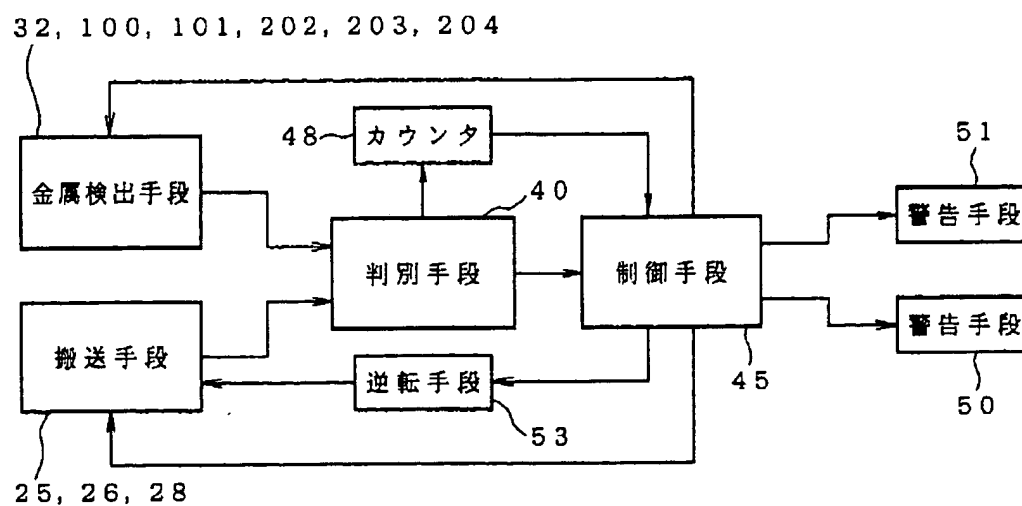 32, 100, 101, 202, 203, 204
48
カウンタ
51
金属検出手段
40
警告手段
判別手段
制御手段
搬送手段
警告手段
逆転手段
45
50
53
25, 26, 28